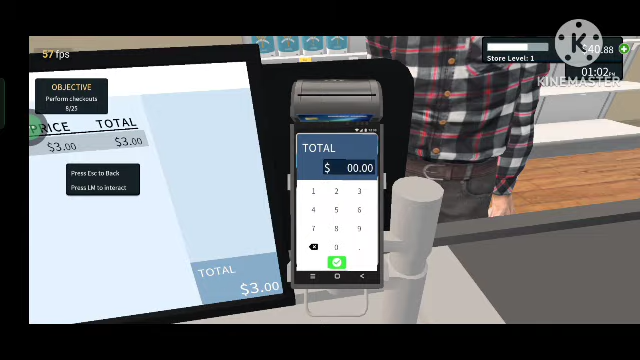 57 fps
$40.88
Store Level: 1
01:02 PM
KINEMASTER
OBJECTIVE
Perform checkouts
8/25
PRICE TOTAL
$3.00 $3.00
Press Esc to Back
Press LM to interact
TOTAL
$3.00
TOTAL
$ 00.00
1 2 3
4 5 6
7 8 9
0 .